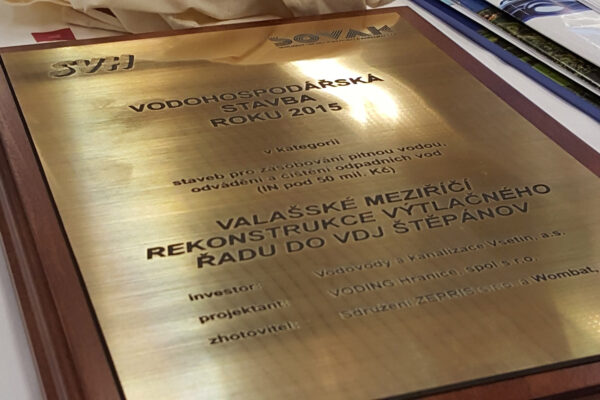 SVH
SOVAK
VODOHOSPODÁŘSKÁ
STAVBA
ROKU 2015
v kategorii
staveb pro zásobování pitnou vodou,
odvádění a čištění odpadních vod
(IN pod 50 mil. Kč)
VALAŠSKÉ MEZIŘÍČÍ
REKONSTRUKCE VÝTLAČNÉHO
ŘADU DO VDJ ŠTĚPÁNOV
investor: Vodovody a kanalizace Vsetín, a.s.
projektant: VODING Hranice, spol s r.o.
zhotovitel: Sdružení ZEPRIS s.r.o. a Wombat,